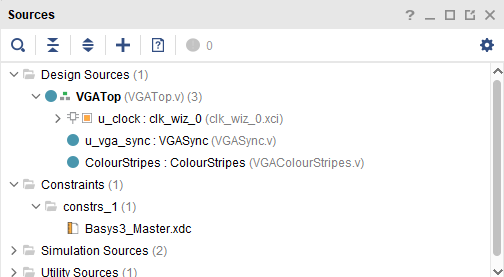 Sources
? _ □ ⧉ ✕
0
Design Sources (1)
VGATop (VGATop.v) (3)
u_clock : clk_wiz_0 (clk_wiz_0.xci)
u_vga_sync : VGASync (VGASync.v)
ColourStripes : ColourStripes (VGAColourStripes.v)
Constraints (1)
constrs_1 (1)
Basys3_Master.xdc
Simulation Sources (2)
Utility Sources (1)